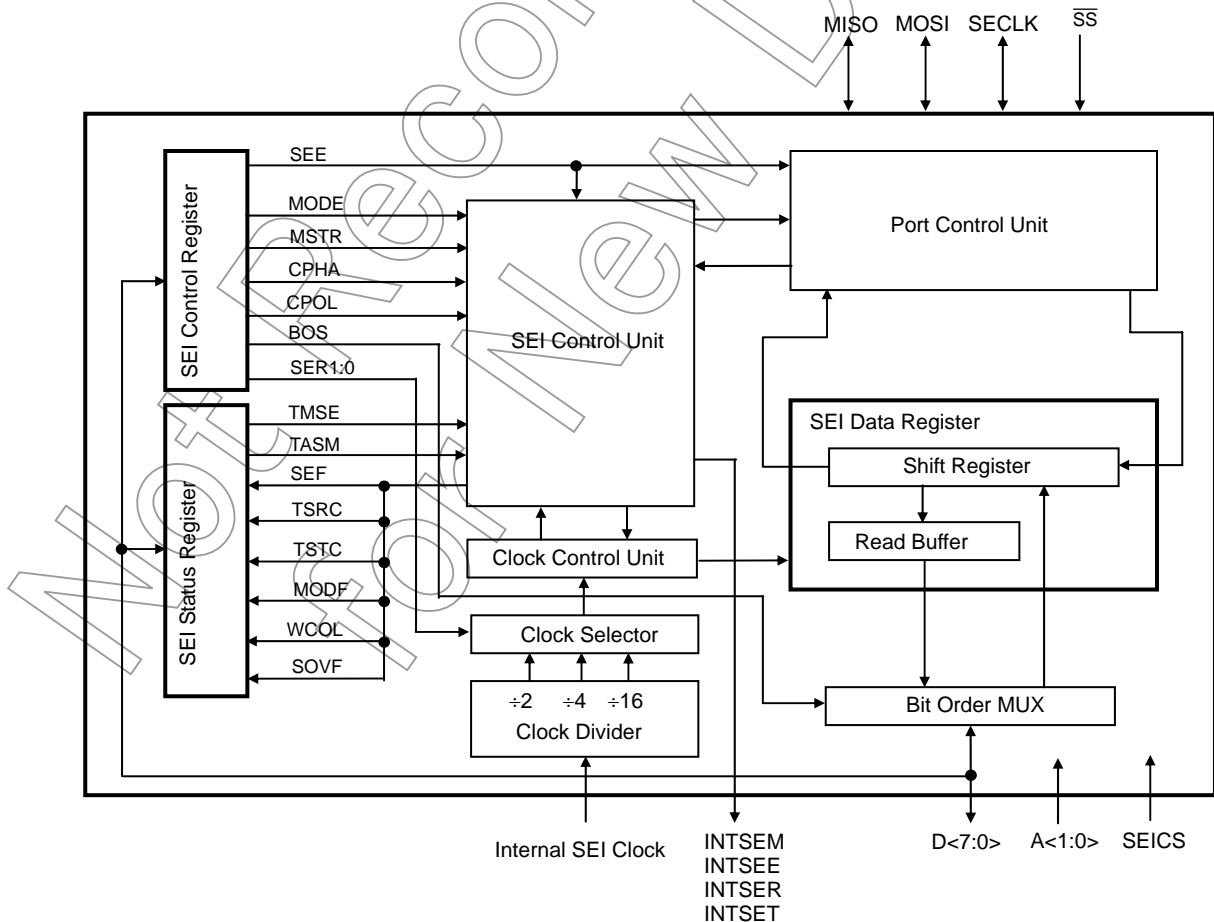 MISO MOSI SECLK SS
SEI Control Register
SEE
MODE
MSTR
CPHA
CPOL
BOS
SER1:0
SEI Status Register
TMSE
TASM
SEF
TSRC
TSTC
MODF
WCOL
SOVF
SEI Control Unit
Clock Control Unit
Clock Selector
÷2 ÷4 ÷16
Clock Divider
Port Control Unit
SEI Data Register
Shift Register
Read Buffer
Bit Order MUX
Internal SEI Clock
INTSEM
INTSEE
INTSER
INTSET
D<7:0> A<1:0> SEICS